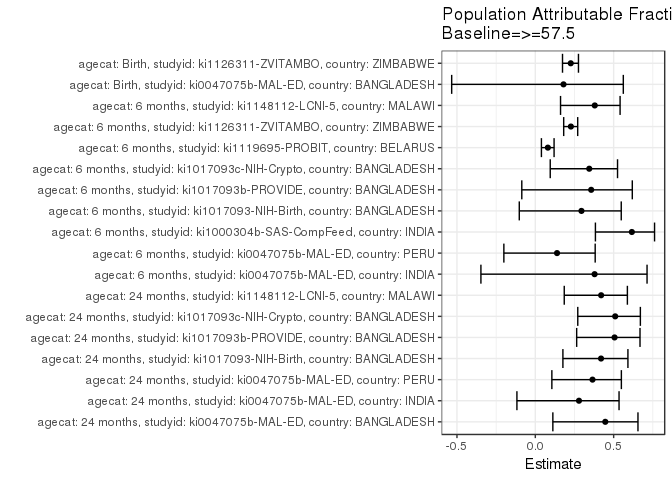 Population Attributable Fracti
Baseline=>=57.5
agecat: Birth, studyid: ki1126311-ZVITAMBO, country: ZIMBABWE
agecat: Birth, studyid: ki0047075b-MAL-ED, country: BANGLADESH
agecat: 6 months, studyid: ki1148112-LCNI-5, country: MALAWI
agecat: 6 months, studyid: ki1126311-ZVITAMBO, country: ZIMBABWE
agecat: 6 months, studyid: ki1119695-PROBIT, country: BELARUS
agecat: 6 months, studyid: ki1017093c-NIH-Crypto, country: BANGLADESH
agecat: 6 months, studyid: ki1017093b-PROVIDE, country: BANGLADESH
agecat: 6 months, studyid: ki1017093-NIH-Birth, country: BANGLADESH
agecat: 6 months, studyid: ki1000304b-SAS-CompFeed, country: INDIA
agecat: 6 months, studyid: ki0047075b-MAL-ED, country: PERU
agecat: 6 months, studyid: ki0047075b-MAL-ED, country: INDIA
agecat: 24 months, studyid: ki1148112-LCNI-5, country: MALAWI
agecat: 24 months, studyid: ki1017093c-NIH-Crypto, country: BANGLADESH
agecat: 24 months, studyid: ki1017093b-PROVIDE, country: BANGLADESH
agecat: 24 months, studyid: ki1017093-NIH-Birth, country: BANGLADESH
agecat: 24 months, studyid: ki0047075b-MAL-ED, country: PERU
agecat: 24 months, studyid: ki0047075b-MAL-ED, country: INDIA
agecat: 24 months, studyid: ki0047075b-MAL-ED, country: BANGLADESH
-0.5 0.0 0.5
Estimate